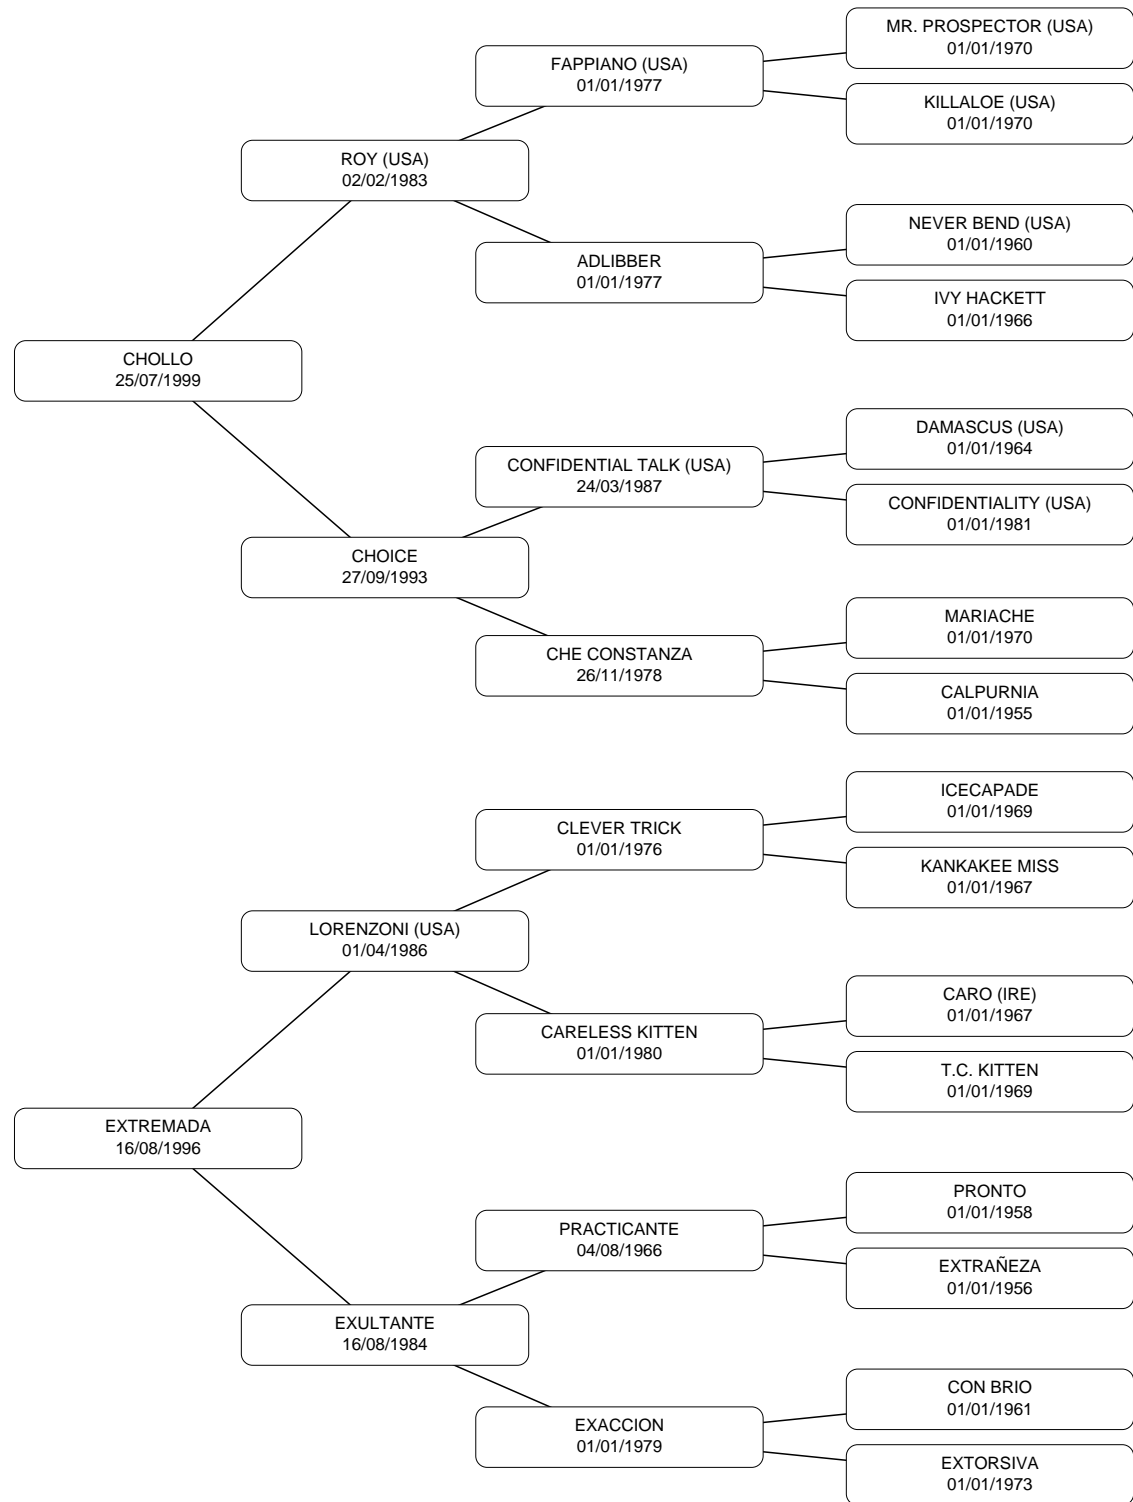 MR. PROSPECTOR (USA)
01/01/1970
FAPPIANO (USA)
01/01/1977
KILLALOE (USA)
01/01/1970
ROY (USA)
02/02/1983
NEVER BEND (USA)
01/01/1960
ADLIBBER
01/01/1977
IVY HACKETT
01/01/1966
CHOLLO
25/07/1999
DAMASCUS (USA)
01/01/1964
CONFIDENTIAL TALK (USA)
24/03/1987
CONFIDENTIALITY (USA)
01/01/1981
CHOICE
27/09/1993
MARIACHE
01/01/1970
CHE CONSTANZA
26/11/1978
CALPURNIA
01/01/1955
ICECAPADE
01/01/1969
CLEVER TRICK
01/01/1976
KANKAKEE MISS
01/01/1967
LORENZONI (USA)
01/04/1986
CARO (IRE)
01/01/1967
CARELESS KITTEN
01/01/1980
T.C. KITTEN
01/01/1969
EXTREMADA
16/08/1996
PRONTO
01/01/1958
PRACTICANTE
04/08/1966
EXTRAÑEZA
01/01/1956
EXULTANTE
16/08/1984
CON BRIO
01/01/1961
EXACCION
01/01/1979
EXTORSIVA
01/01/1973